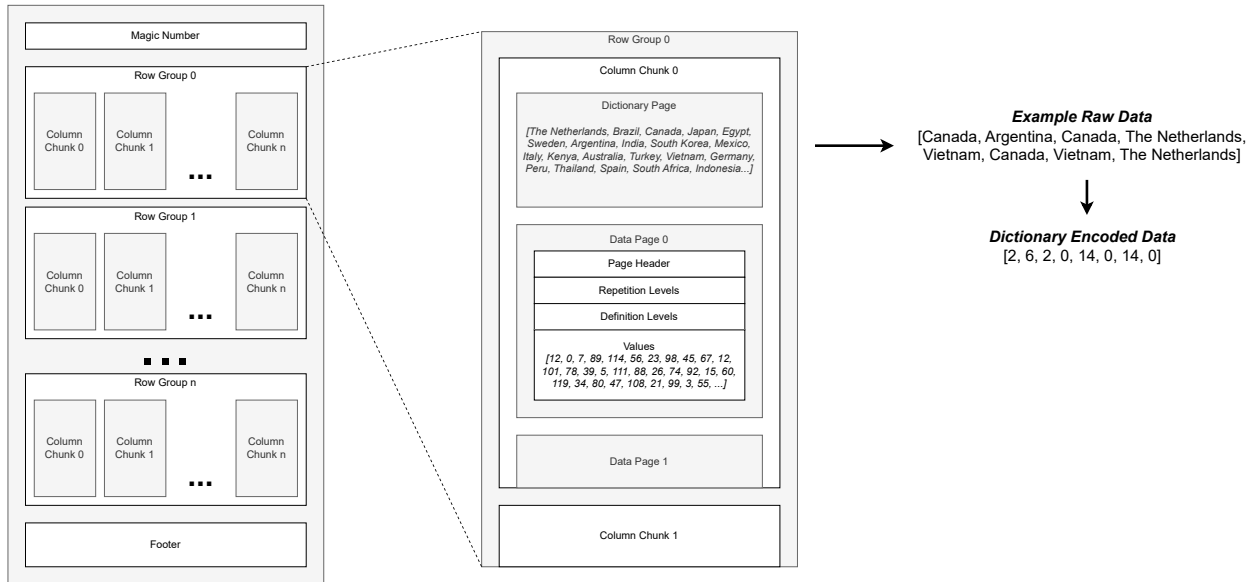 Magic Number
Row Group 0
Column
Chunk 0
Column
Chunk 1
...
Column
Chunk n
Row Group 1
Column
Chunk 0
Column
Chunk 1
...
Column
Chunk n
...
Row Group n
Column
Chunk 0
Column
Chunk 1
...
Column
Chunk n
Footer
Row Group 0
Column Chunk 0
Dictionary Page
[The Netherlands, Brazil, Canada, Japan, Egypt,
Sweden, Argentina, India, South Korea, Mexico,
Italy, Kenya, Australia, Turkey, Vietnam, Germany,
Peru, Thailand, Spain, South Africa, Indonesia...]
Data Page 0
Page Header
Repetition Levels
Definition Levels
Values
[12, 0, 7, 89, 114, 56, 23, 98, 45, 67, 12,
101, 78, 39, 5, 111, 88, 26, 74, 92, 15, 60,
119, 34, 80, 47, 108, 21, 99, 3, 55, ...]
Data Page 1
Column Chunk 1
Example Raw Data
[Canada, Argentina, Canada, The Netherlands,
Vietnam, Canada, Vietnam, The Netherlands]
Dictionary Encoded Data
[2, 6, 2, 0, 14, 0, 14, 0]